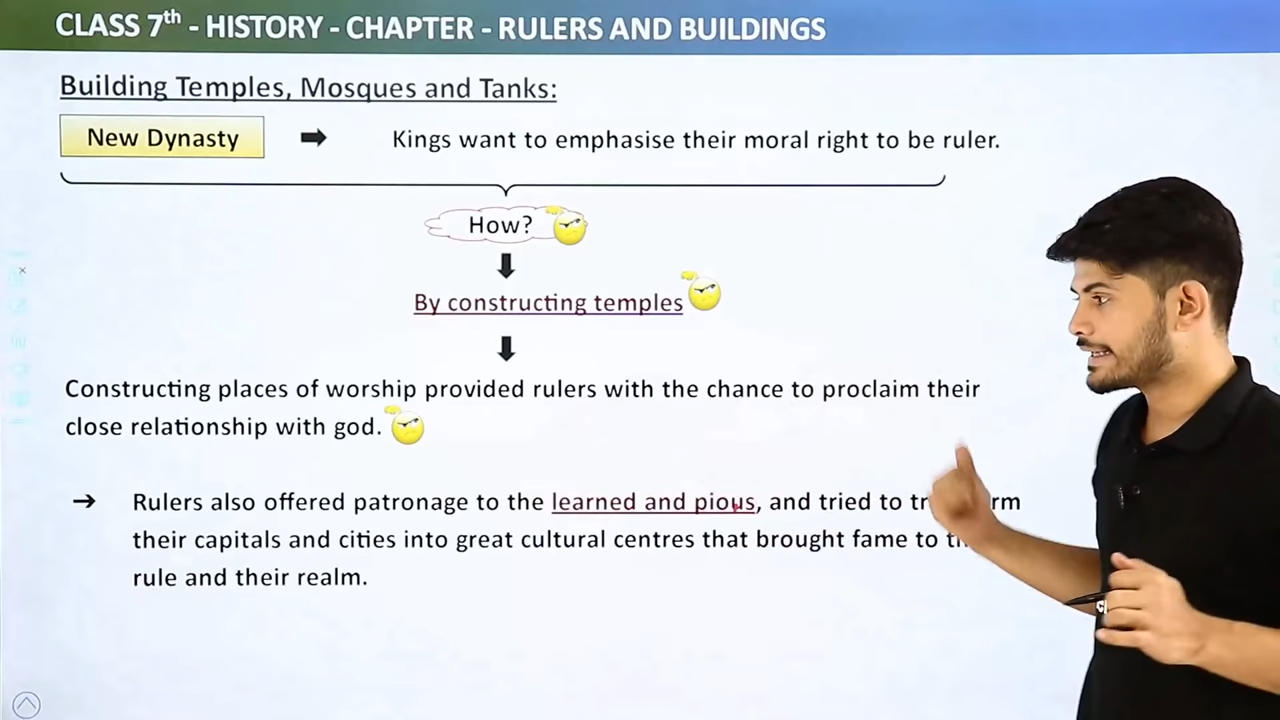 CLASS 7th - HISTORY - CHAPTER - RULERS AND BUILDINGS
Building Temples, Mosques and Tanks:
New Dynasty ➡ Kings want to emphasise their moral right to be ruler.
How?
By constructing temples
Constructing places of worship provided rulers with the chance to proclaim their
close relationship with god.
→ Rulers also offered patronage to the learned and pious, and tried to
their capitals and cities into great cultural centres that brought fame to
rule and their realm.